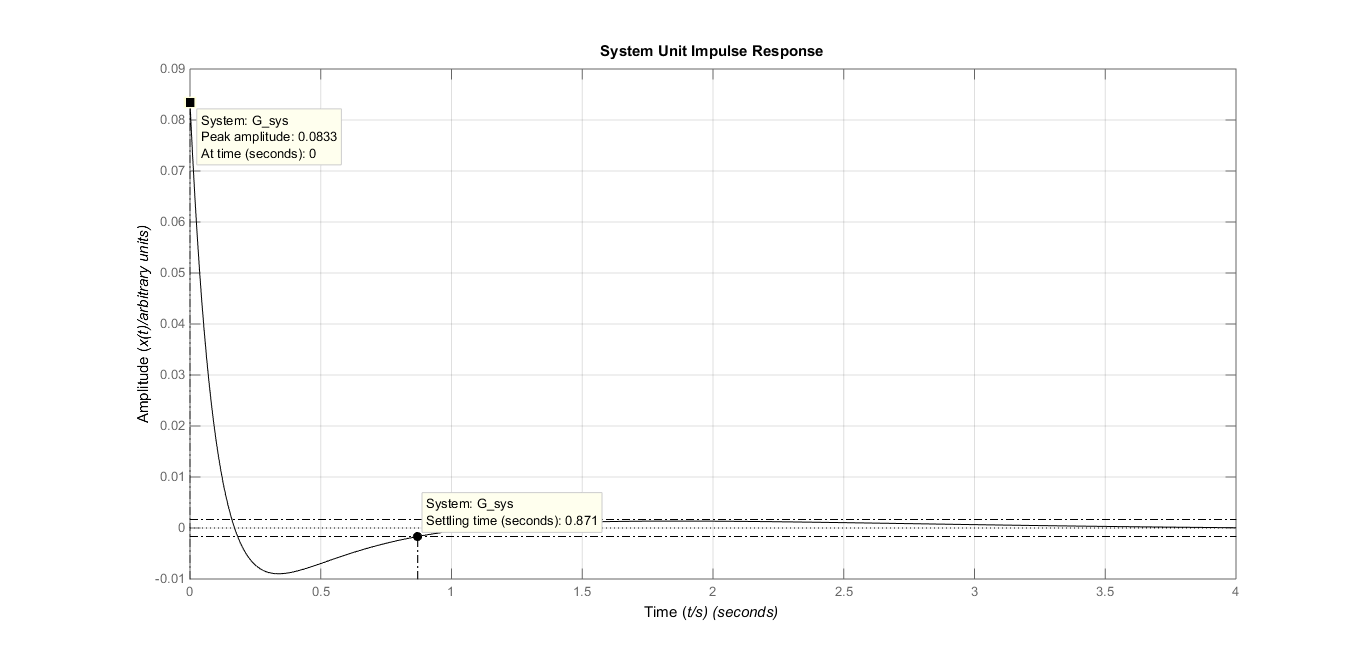 System Unit Impulse Response
0.09
0.08
0.07
0.06
0.05
0.04
0.03
0.02
0.01
0
-0.01
Amplitude (x(t)/arbitrary units)
System: G_sys
Peak amplitude: 0.0833
At time (seconds): 0
System: G_sys
Settling time (seconds): 0.871
0 0.5 1 1.5 2 2.5 3 3.5 4
Time (t/s) (seconds)